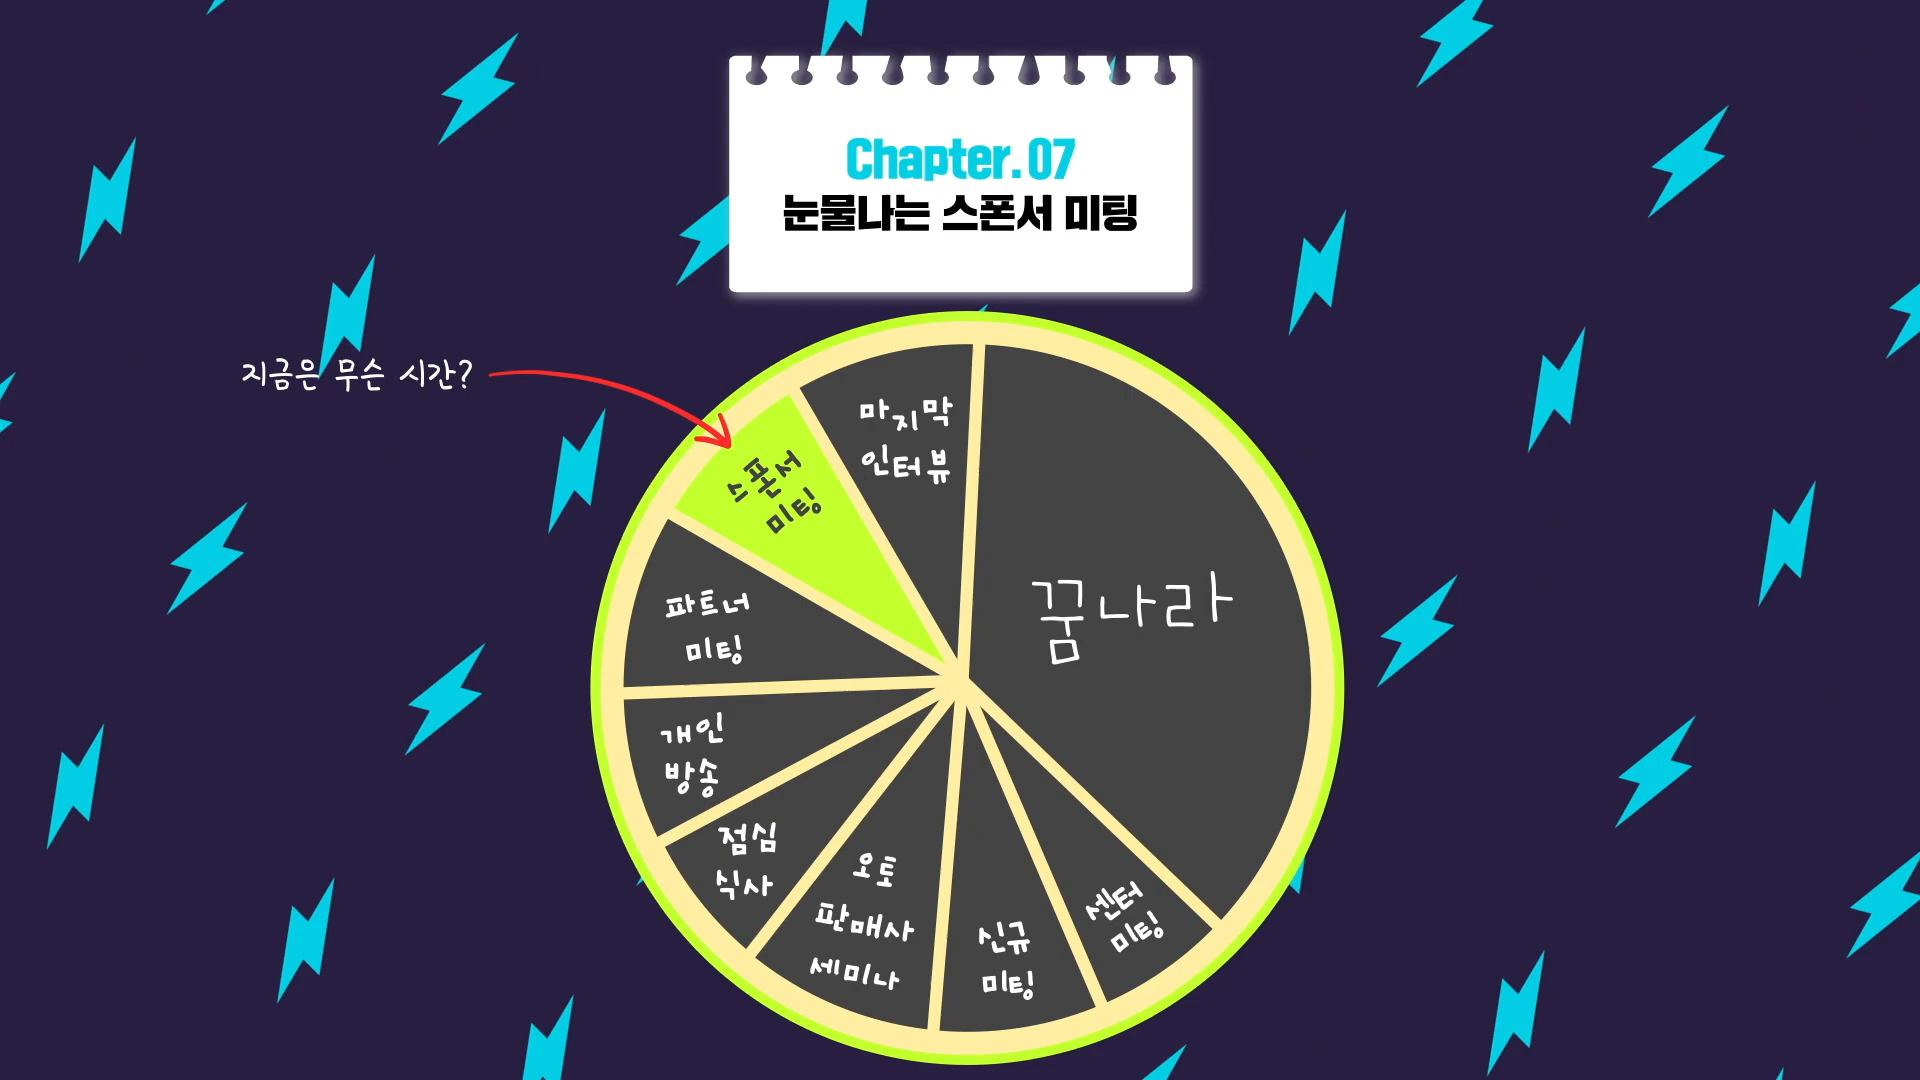 Chapter.07
눈물나는 스폰서 미팅
지금은 무슨 시간?
마지막
인터뷰
스폰서
미팅
꿈나라
파트너
미팅
개인
방송
점심
식사
오토
판매사
세미나
신규
미팅
센터
미팅